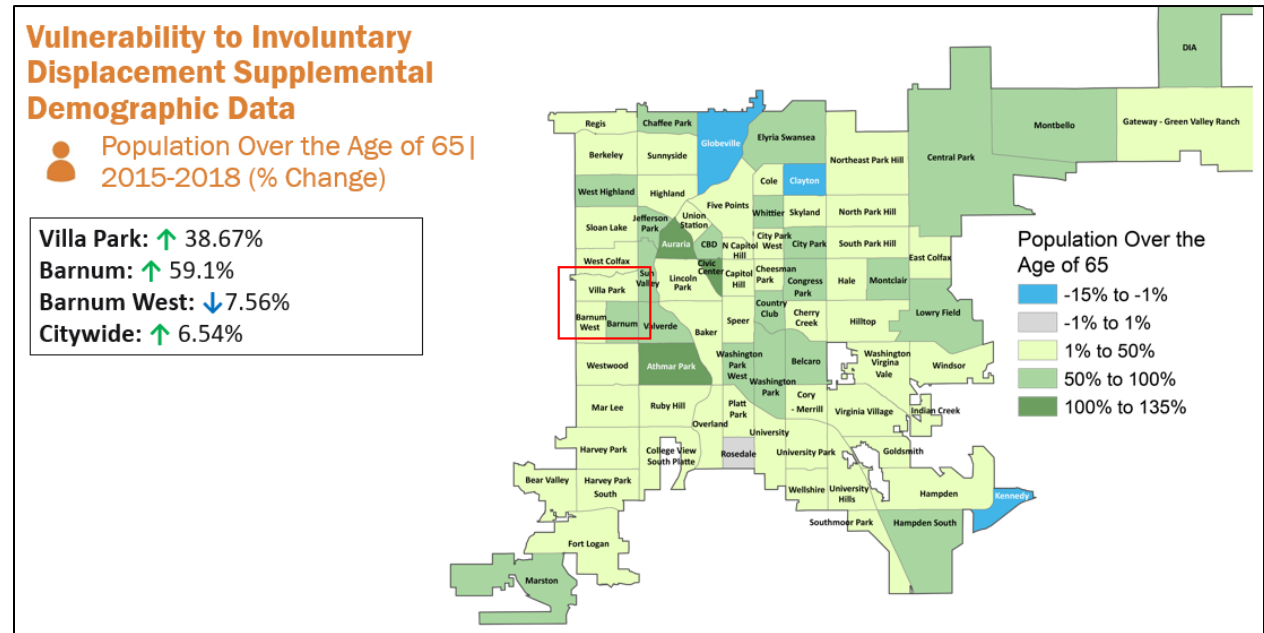 Vulnerability to Involuntary
Displacement Supplemental
Demographic Data
Population Over the Age of 65|
2015-2018 (% Change)
Villa Park: ↑ 38.67%
Barnum: ↑ 59.1%
Barnum West: ↓7.56%
Citywide: ↑ 6.54%
DIA
Regis
Chaffee Park
Globeville
Elyria Swansea
Montbello
Gateway - Green Valley Ranch
Berkeley
Sunnyside
Northeast Park Hill
Central Park
Cole
Clayton
West Highland
Highland
Five Points
Whittier
Skyland
North Park Hill
Sloan Lake
Jefferson
Park
Union
Station
Auraria
CBD
N Capitol
Hill
City Park
West
City Park
South Park Hill
West Colfax
Civic
Center
East Colfax
Villa Park
Sun
Valley
Lincoln
Park
Capitol
Hill
Cheesman
Park
Congress
Park
Hale
Montclair
Barnum
West
Barnum
Valverde
Baker
Speer
Country
Club
Cherry
Creek
Hilltop
Lowry Field
Westwood
Athmar Park
Washington
Park
West
Washington
Park
Belcaro
Washington
Virgina
Vale
Windsor
Mar Lee
Ruby Hill
Overland
Platt
Park
Cory
- Merrill
Virginia Village
Indian Creek
University
Harvey Park
College View
South Platte
Rosedale
University Park
Goldsmith
Bear Valley
Harvey Park
South
Wellshire
University
Hills
Hampden
Kennedy
Southmoor Park
Hampden South
Fort Logan
Marston
Population Over the
Age of 65
-15% to -1%
-1% to 1%
1% to 50%
50% to 100%
100% to 135%